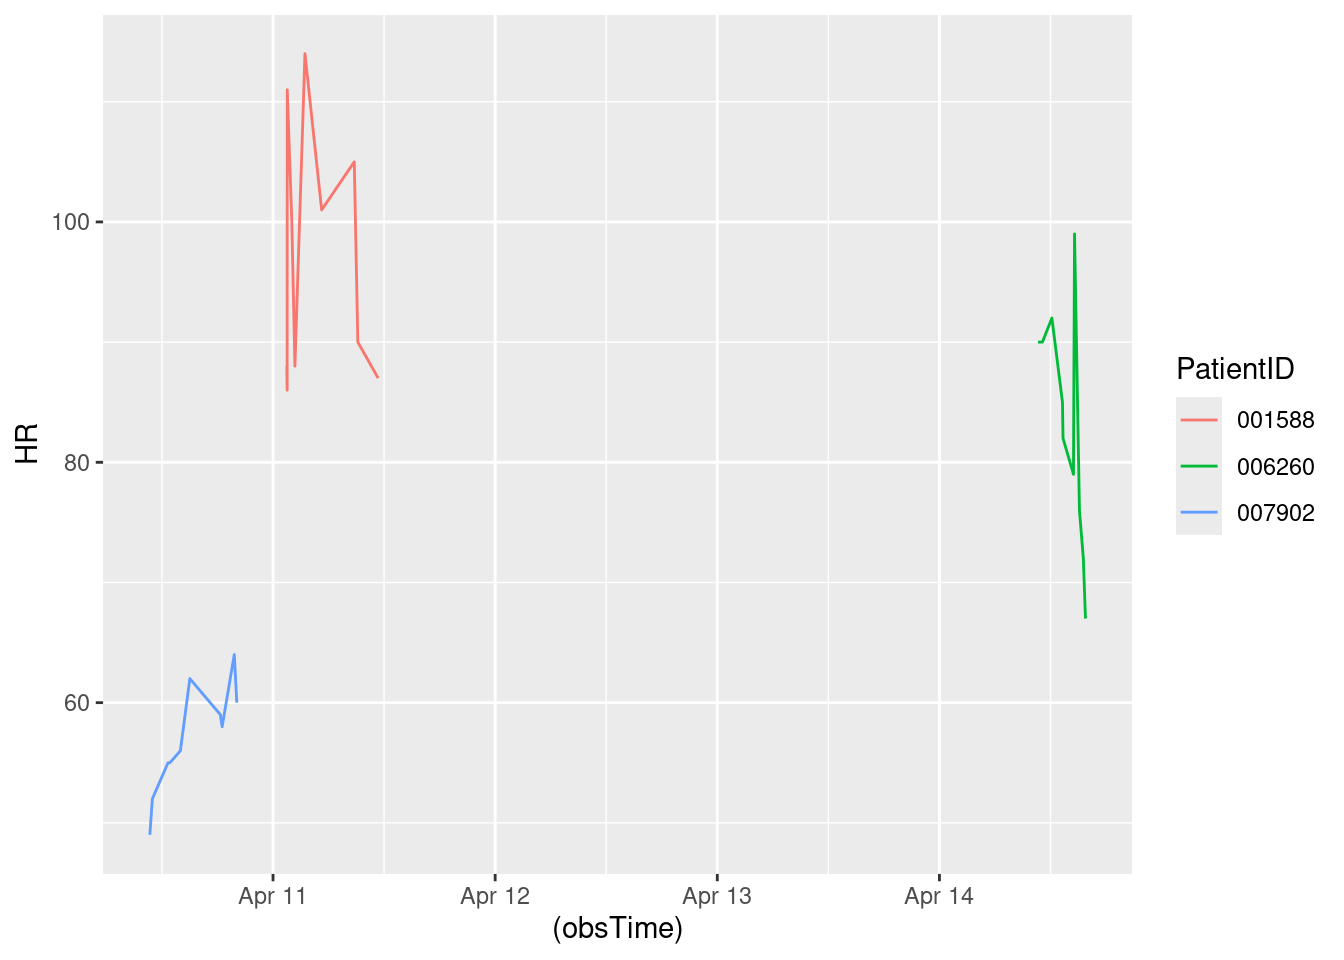 HR
100
80
60
Apr 11
Apr 12
Apr 13
Apr 14
(obsTime)
PatientID
001588
006260
007902